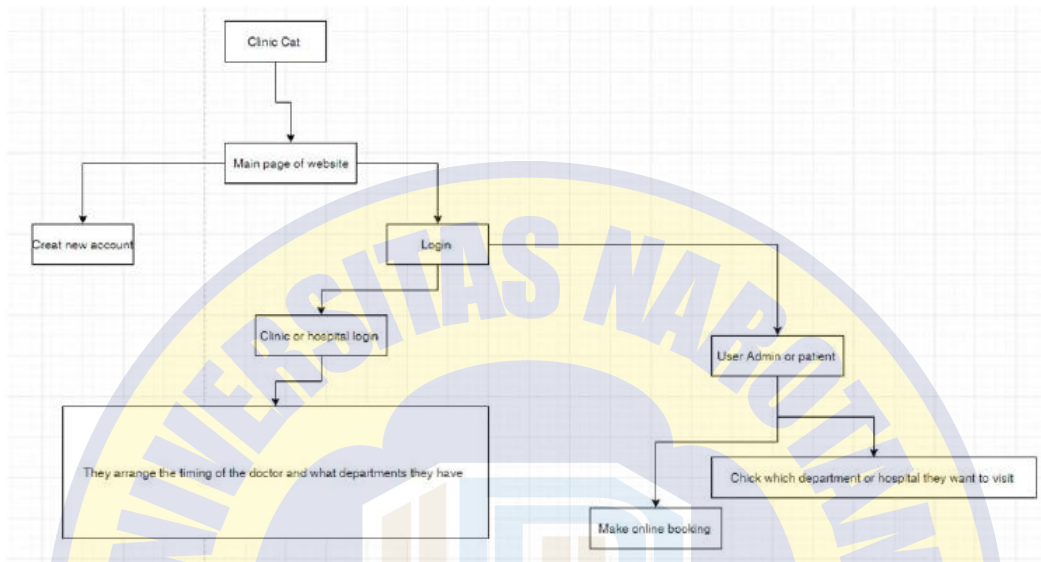 Clinic Cat
Main page of website
Creat new account
Login
Clinic or hospital login
User Admin or patient
They arrange the timing of the doctor and what departments they have
Chick which department or hospital they want to visit
Make online booking
UNIVERSITAS NAROTAMA